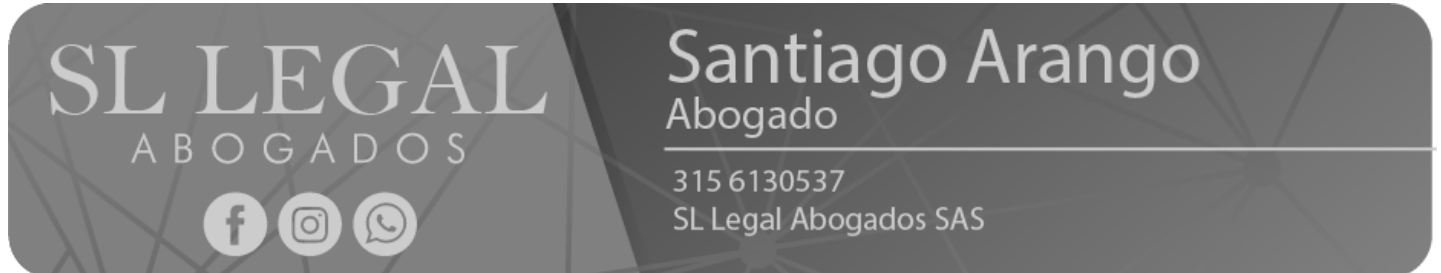 SL LEGAL
ABOGADOS
Santiago Arango
Abogado
315 6130537
SL Legal Abogados SAS